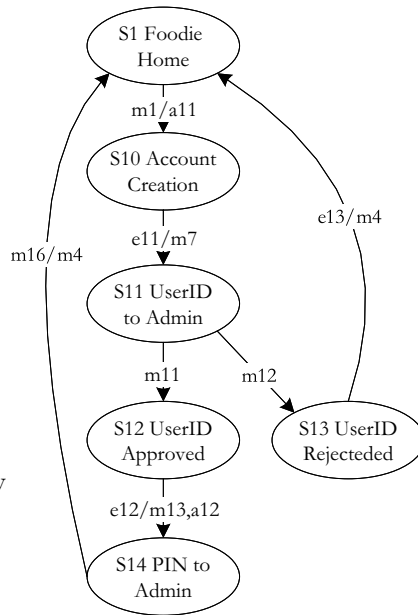 S1 Foodie
Home
m1/a11
S10 Account
Creation
e13/m4
e11/m7
m16/m4
S11 UserID
to Admin
m11
m12
S12 UserID
Approved
S13 UserID
Rejecteded
y
e12/m13,a12
S14 PIN to
Admin